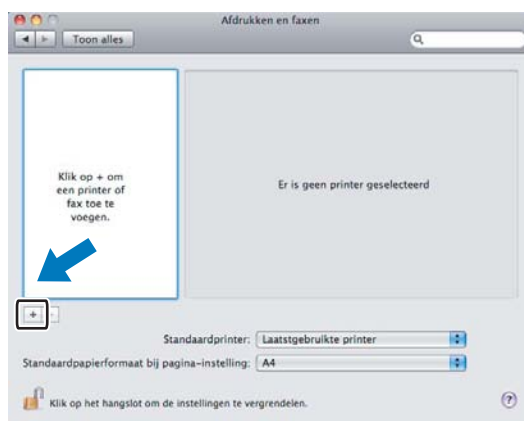 Afdrukken en faxen
Toon alles
Klik op + om
een printer of
fax toe te
voegen.
Er is geen printer geselecteerd
+ -
Standaardprinter: Laatstgebruikte printer
Standaardpapierformaat bij pagina-instelling: A4
Klik op het hangslot om de instellingen te vergrendelen. ?